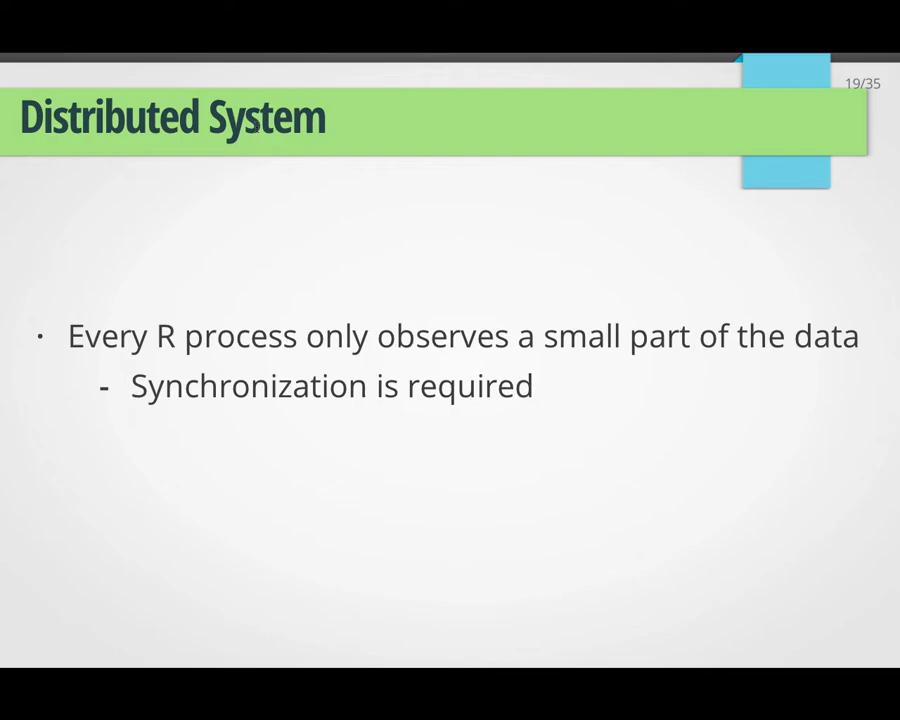 19/35
Distributed System
· Every R process only observes a small part of the data
- Synchronization is required